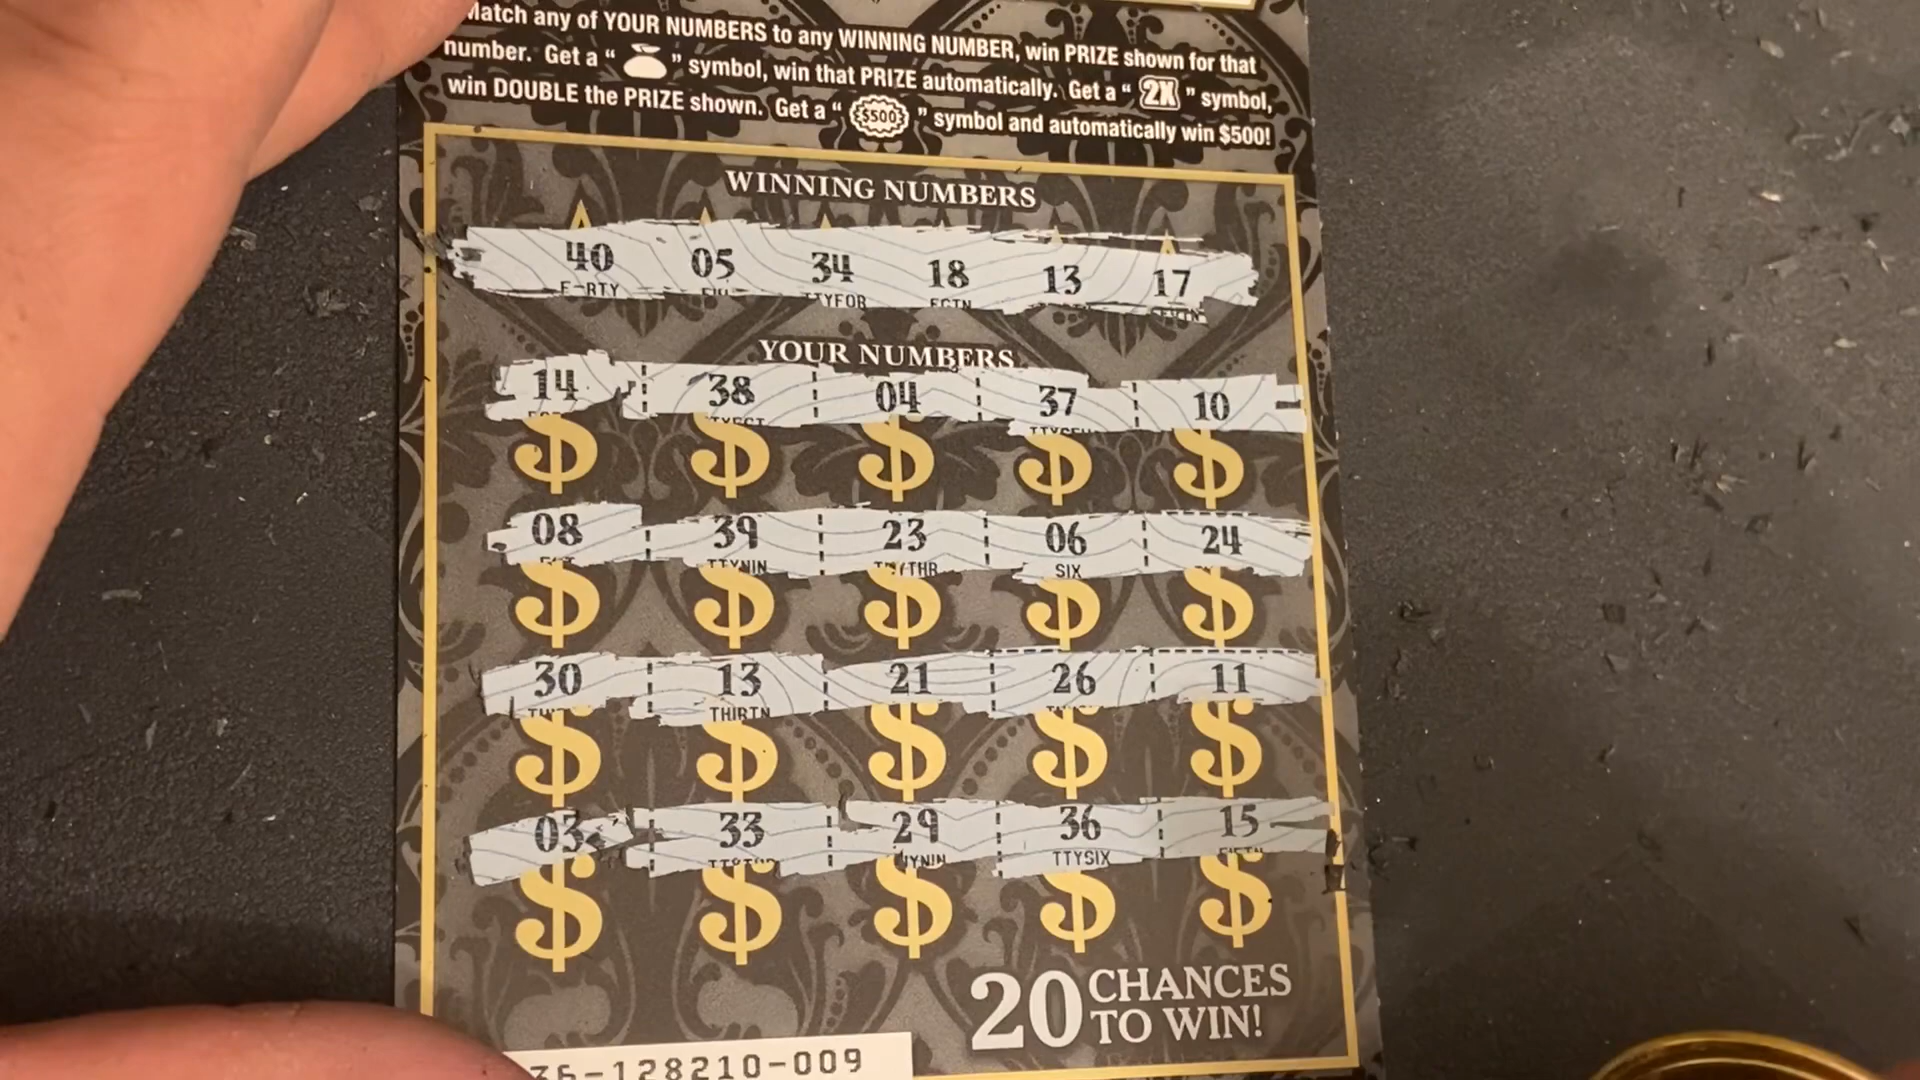 Match any of YOUR NUMBERS to any WINNING NUMBER, win PRIZE shown for that
number. Get a “ ” symbol, win that PRIZE automatically. Get a “ 2X ” symbol,
win DOUBLE the PRIZE shown. Get a “ $500 ” symbol and automatically win $500!
WINNING NUMBERS
40 05 34 18 13 17
YOUR NUMBERS
14 38 04 37 10
$ $ $ $ $
08 39 23 06 24
SIX
$ $ $ $ $
30 13 21 26 11
THIRTN
$ $ $ $ $
03 33 29 36 15
TTYSIX
$ $ $ $ $
20 CHANCES
TO WIN!
36-128210-009